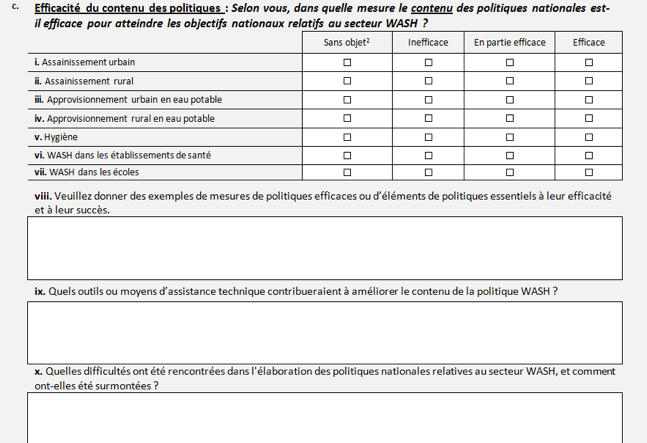 c. Efficacité du contenu des politiques : Selon vous, dans quelle mesure le contenu des politiques nationales est-
il efficace pour atteindre les objectifs nationaux relatifs au secteur WASH ?
Sans objet² Inefficace En partie efficace Efficace
i. Assainissement urbain ☐ ☐ ☐ ☐
ii. Assainissement rural ☐ ☐ ☐ ☐
iii. Approvisionnement urbain en eau potable ☐ ☐ ☐ ☐
iv. Approvisionnement rural en eau potable ☐ ☐ ☐ ☐
v. Hygiène ☐ ☐ ☐ ☐
vi. WASH dans les établissements de santé ☐ ☐ ☐ ☐
vii. WASH dans les écoles ☐ ☐ ☐ ☐
viii. Veuillez donner des exemples de mesures de politiques efficaces ou d'éléments de politiques essentiels à leur efficacité
et à leur succès.
ix. Quels outils ou moyens d'assistance technique contribueraient à améliorer le contenu de la politique WASH ?
x. Quelles difficultés ont été rencontrées dans l'élaboration des politiques nationales relatives au secteur WASH, et comment
ont-elles été surmontées ?